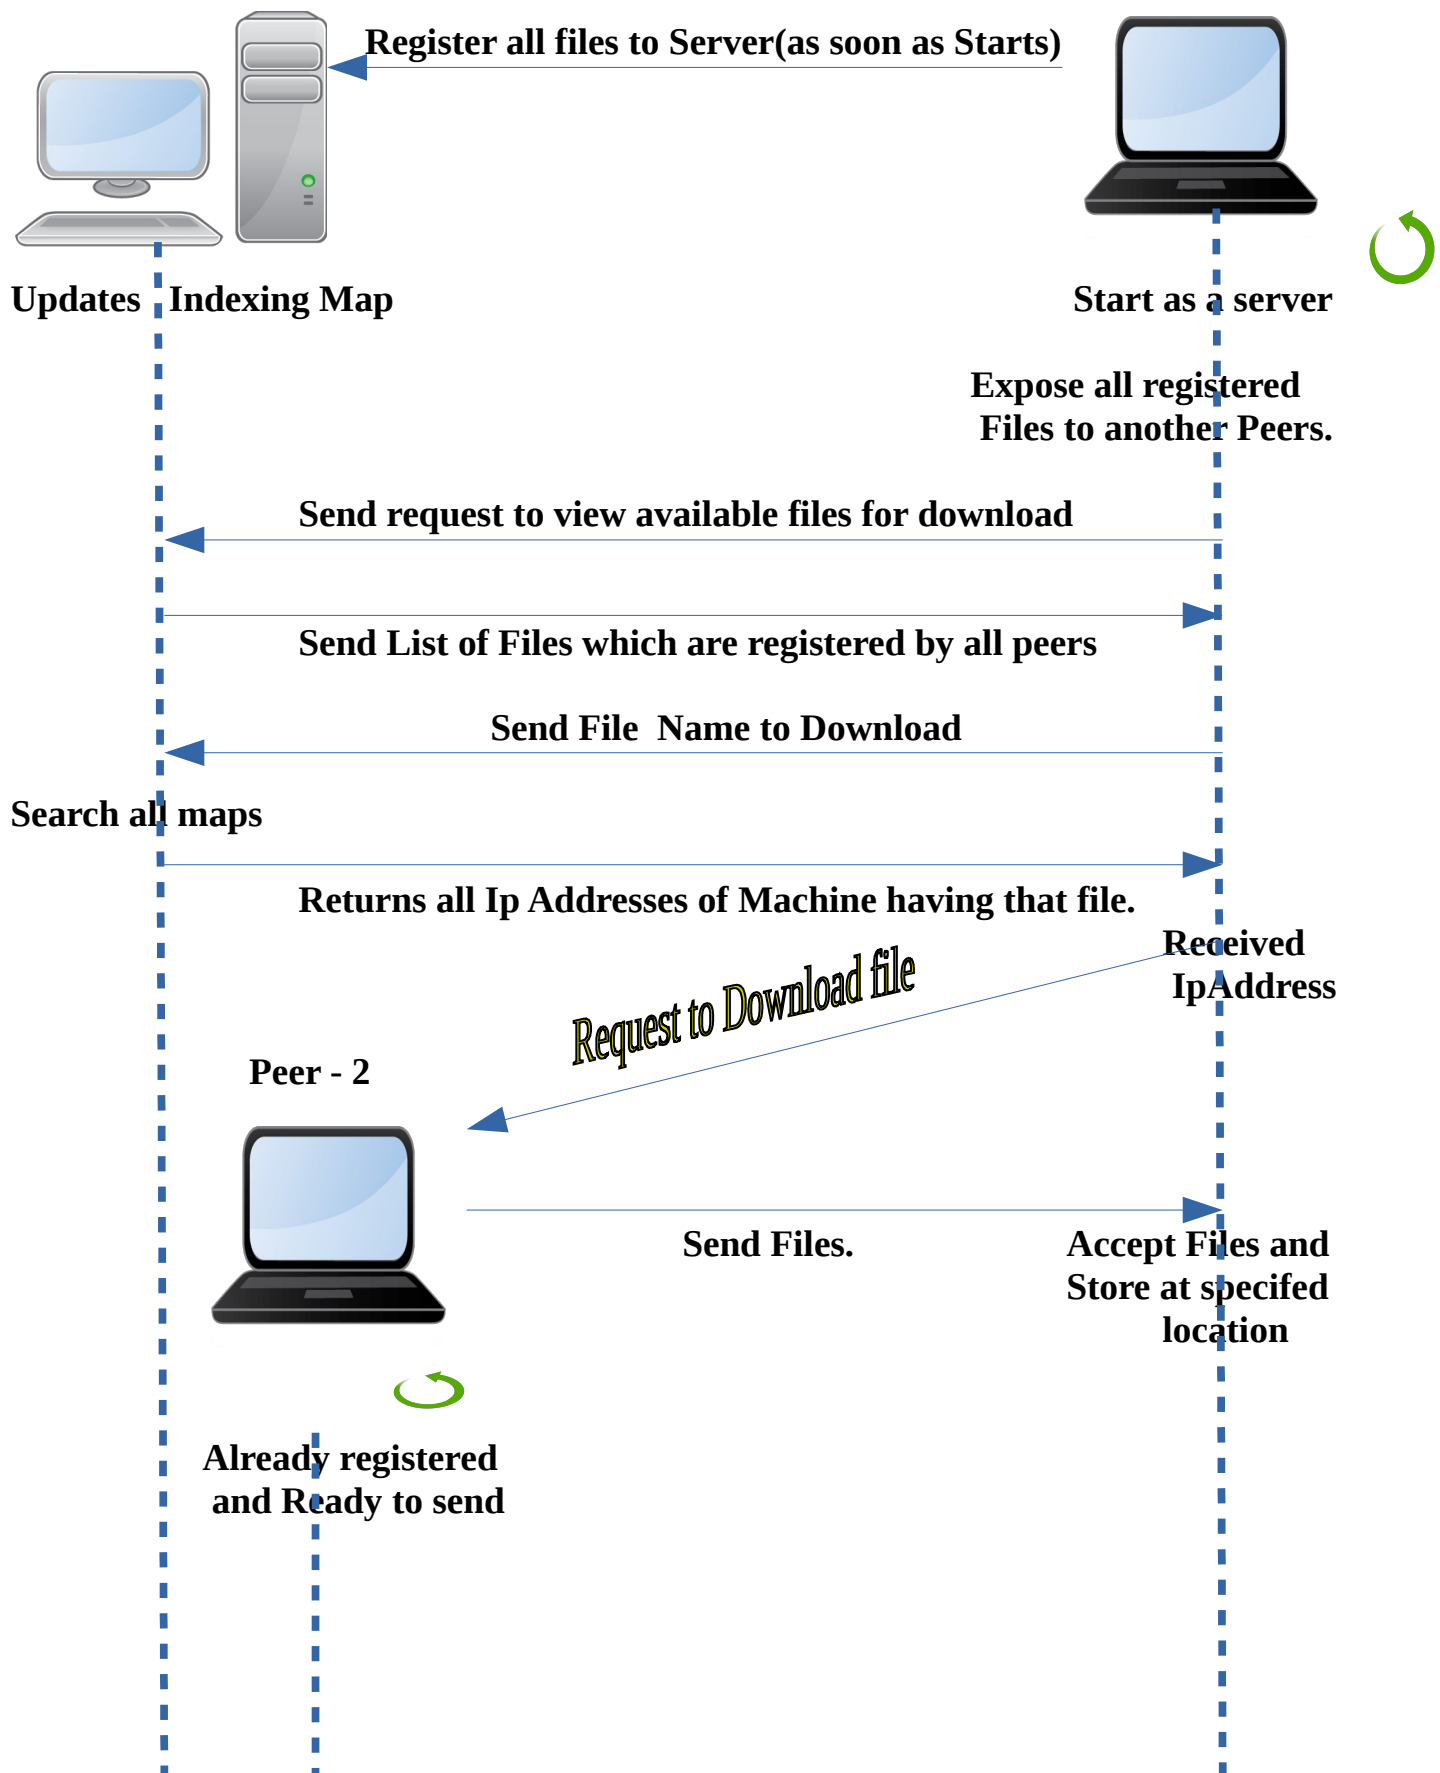 Register all files to Server(as soon as Starts)
Updates Indexing Map
Start as a server
Expose all registered
Files to another Peers.
Send request to view available files for download
Send List of Files which are registered by all peers
Send File Name to Download
Search all maps
Returns all Ip Addresses of Machine having that file.
Received
IpAddress
Request to Download file
Peer - 2
Send Files.
Accept Files and
Store at specifed
location
Already registered
and Ready to send